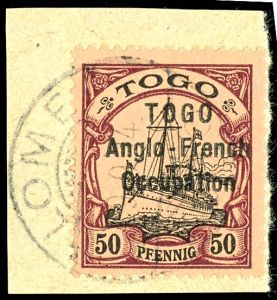 TOGO
TOGO
Anglo-French
Occupation
50 PFENNIG 50
LOME